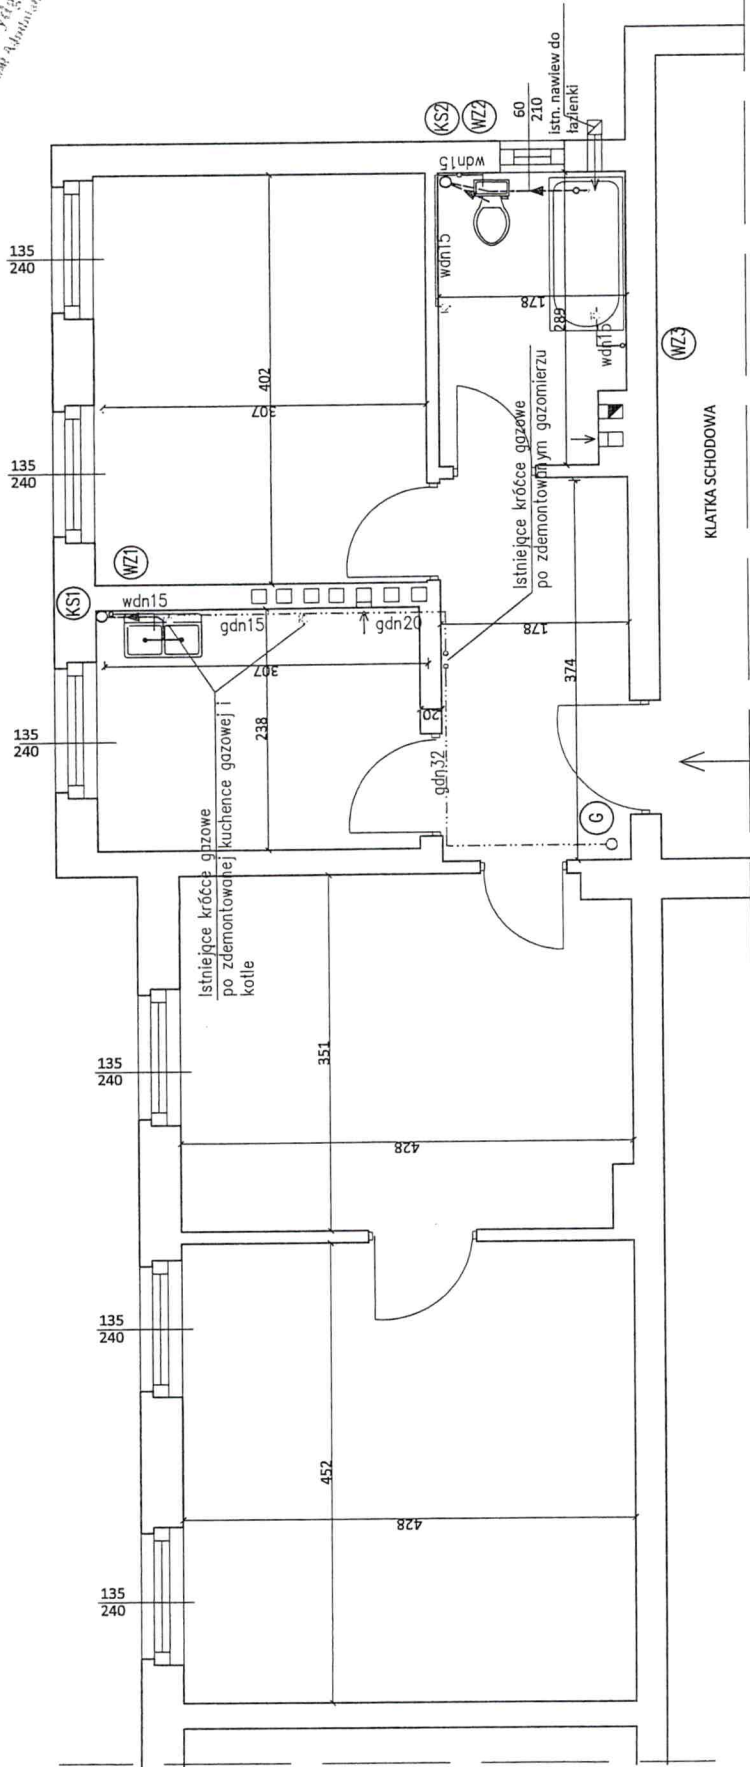 KS2
WZ2
60
210
istn. nawiew do
łazienki
wdn15
wdn15
178
289
wdn15
WZ3
135
240
402
307
135
240
Istniejące króćce gazowe
po zdemontowanym gazomierzu
KLATKA SCHODOWA
KS1
WZ1
wdn15
gdn15
gdn20
307
178
374
135
240
238
20
gdn32
G
Istniejące króćce gazowe
po zdemontowanej kuchence gazowej i
kotle
351
135
240
428
135
240
452
428
135
240